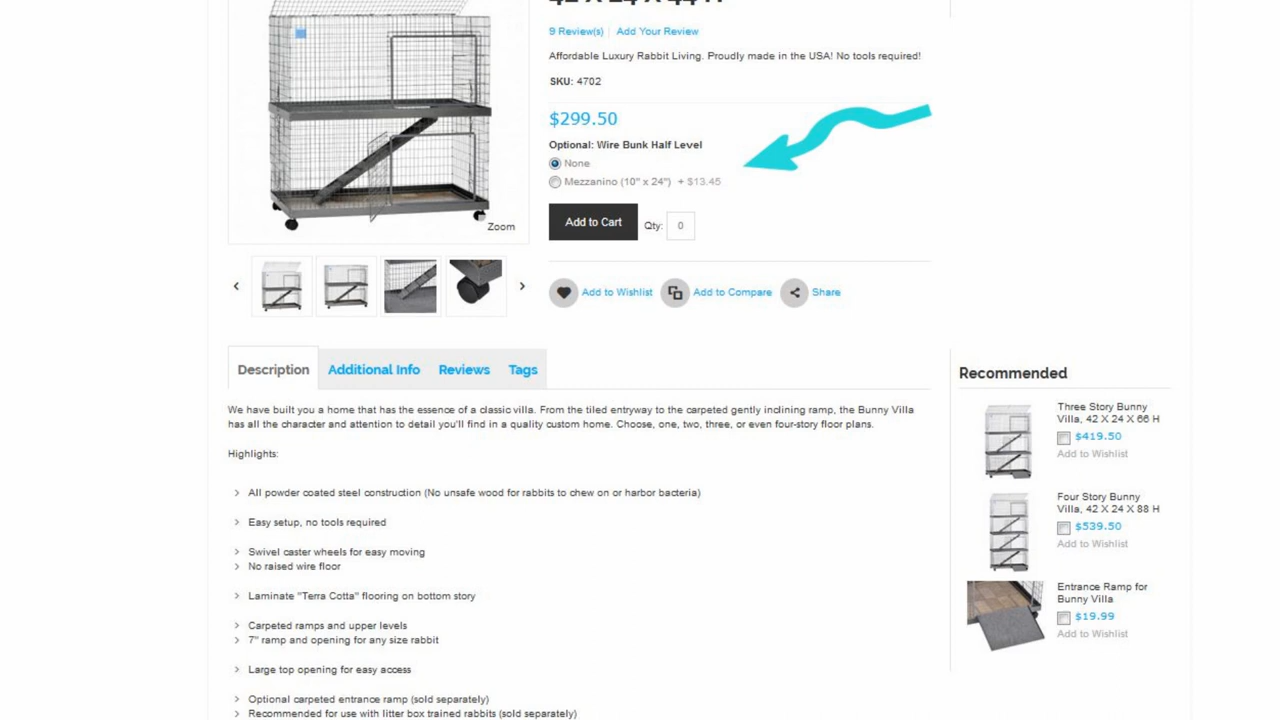 9 Review(s) | Add Your Review
Affordable Luxury Rabbit Living. Proudly made in the USA! No tools required!
SKU: 4702
$299.50
Optional: Wire Bunk Half Level
None
Mezzanino (10" x 24") + $13.45
Add to Cart Qty: 0
Zoom
Add to Wishlist Add to Compare Share
Description Additional Info Reviews Tags
We have built you a home that has the essence of a classic villa. From the tiled entryway to the carpeted gently inclining ramp, the Bunny Villa
has all the character and attention to detail you'll find in a quality custom home. Choose, one, two, three, or even four-story floor plans.
Highlights:
All powder coated steel construction (No unsafe wood for rabbits to chew on or harbor bacteria)
Easy setup, no tools required
Swivel caster wheels for easy moving
No raised wire floor
Laminate "Terra Cotta" flooring on bottom story
Carpeted ramps and upper levels
7" ramp and opening for any size rabbit
Large top opening for easy access
Optional carpeted entrance ramp (sold separately)
Recommended for use with litter box trained rabbits (sold separately)
Recommended
Three Story Bunny
Villa, 42 X 24 X 66 H
$419.50
Add to Wishlist
Four Story Bunny
Villa, 42 X 24 X 88 H
$539.50
Add to Wishlist
Entrance Ramp for
Bunny Villa
$19.99
Add to Wishlist